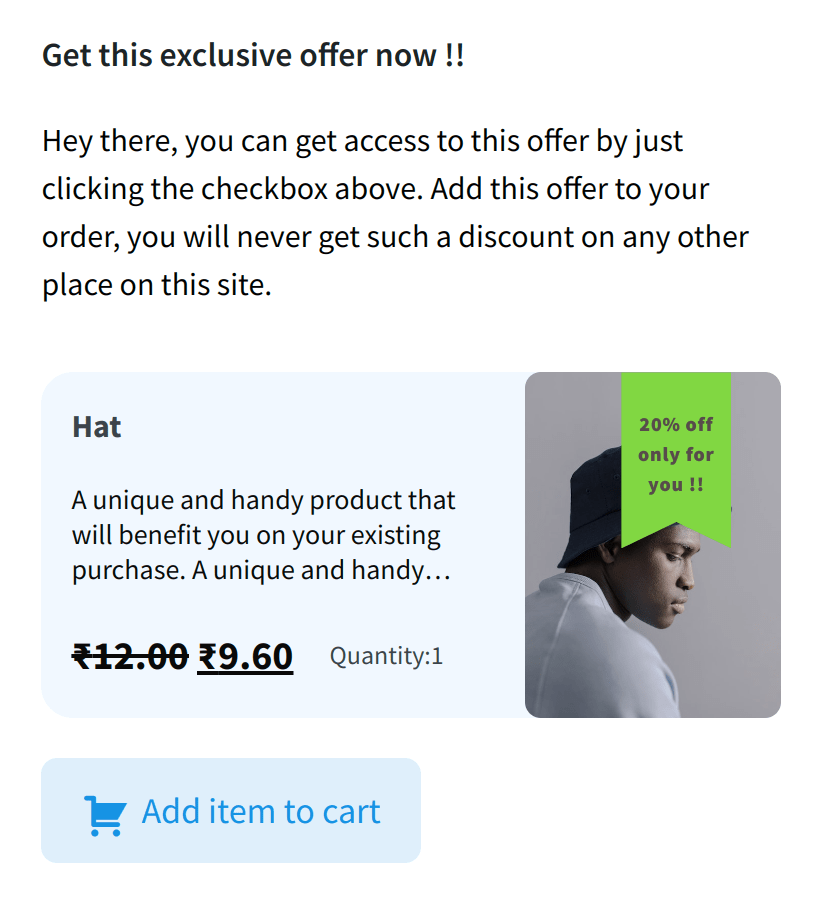 Get this exclusive offer now !!
Hey there, you can get access to this offer by just
clicking the checkbox above. Add this offer to your
order, you will never get such a discount on any other
place on this site.
Hat
A unique and handy product that
will benefit you on your existing
purchase. A unique and handy…
₹12.00 ₹9.60 Quantity:1
20% off
only for
you !!
Add item to cart